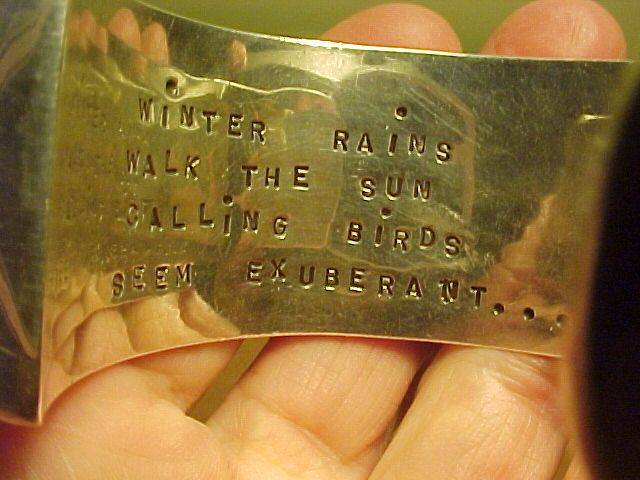 WiNTER RAiNS
WALK THE SUN
CALLiNG BiRDS
SEEM EXUBERANT...